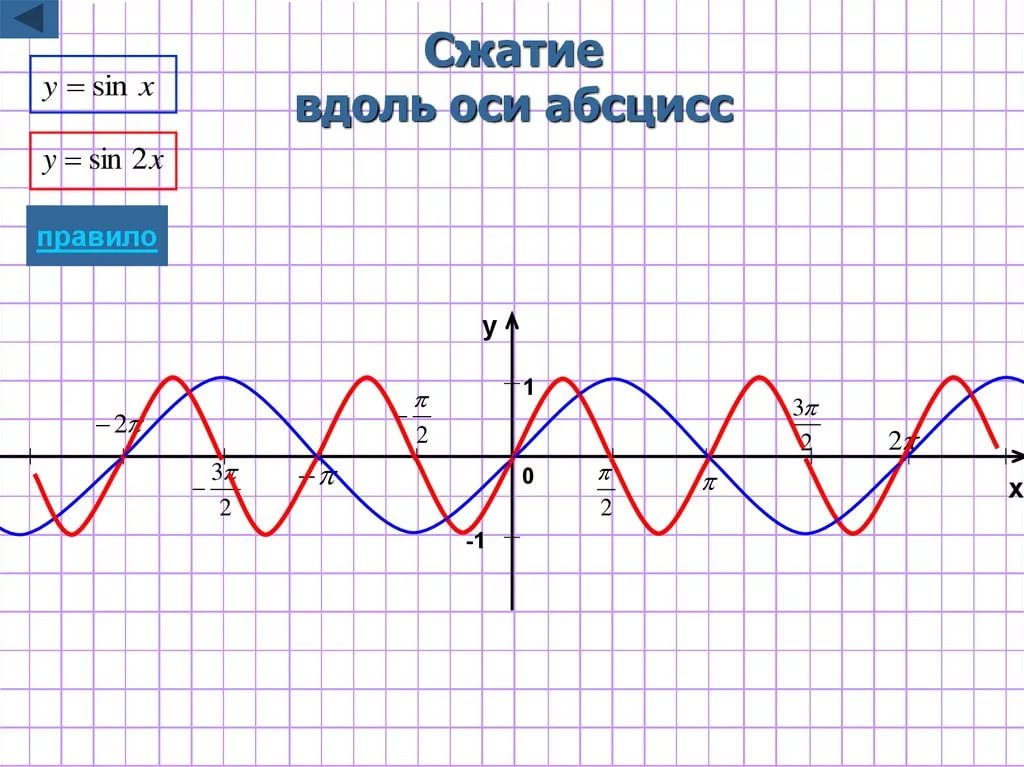 Сжатие
вдоль оси абсцисс
y = sin x
y = sin 2x
правило
y
1
-1
0
x
−2π
−3π/2
−π
−π/2
π/2
π
3π/2
2π